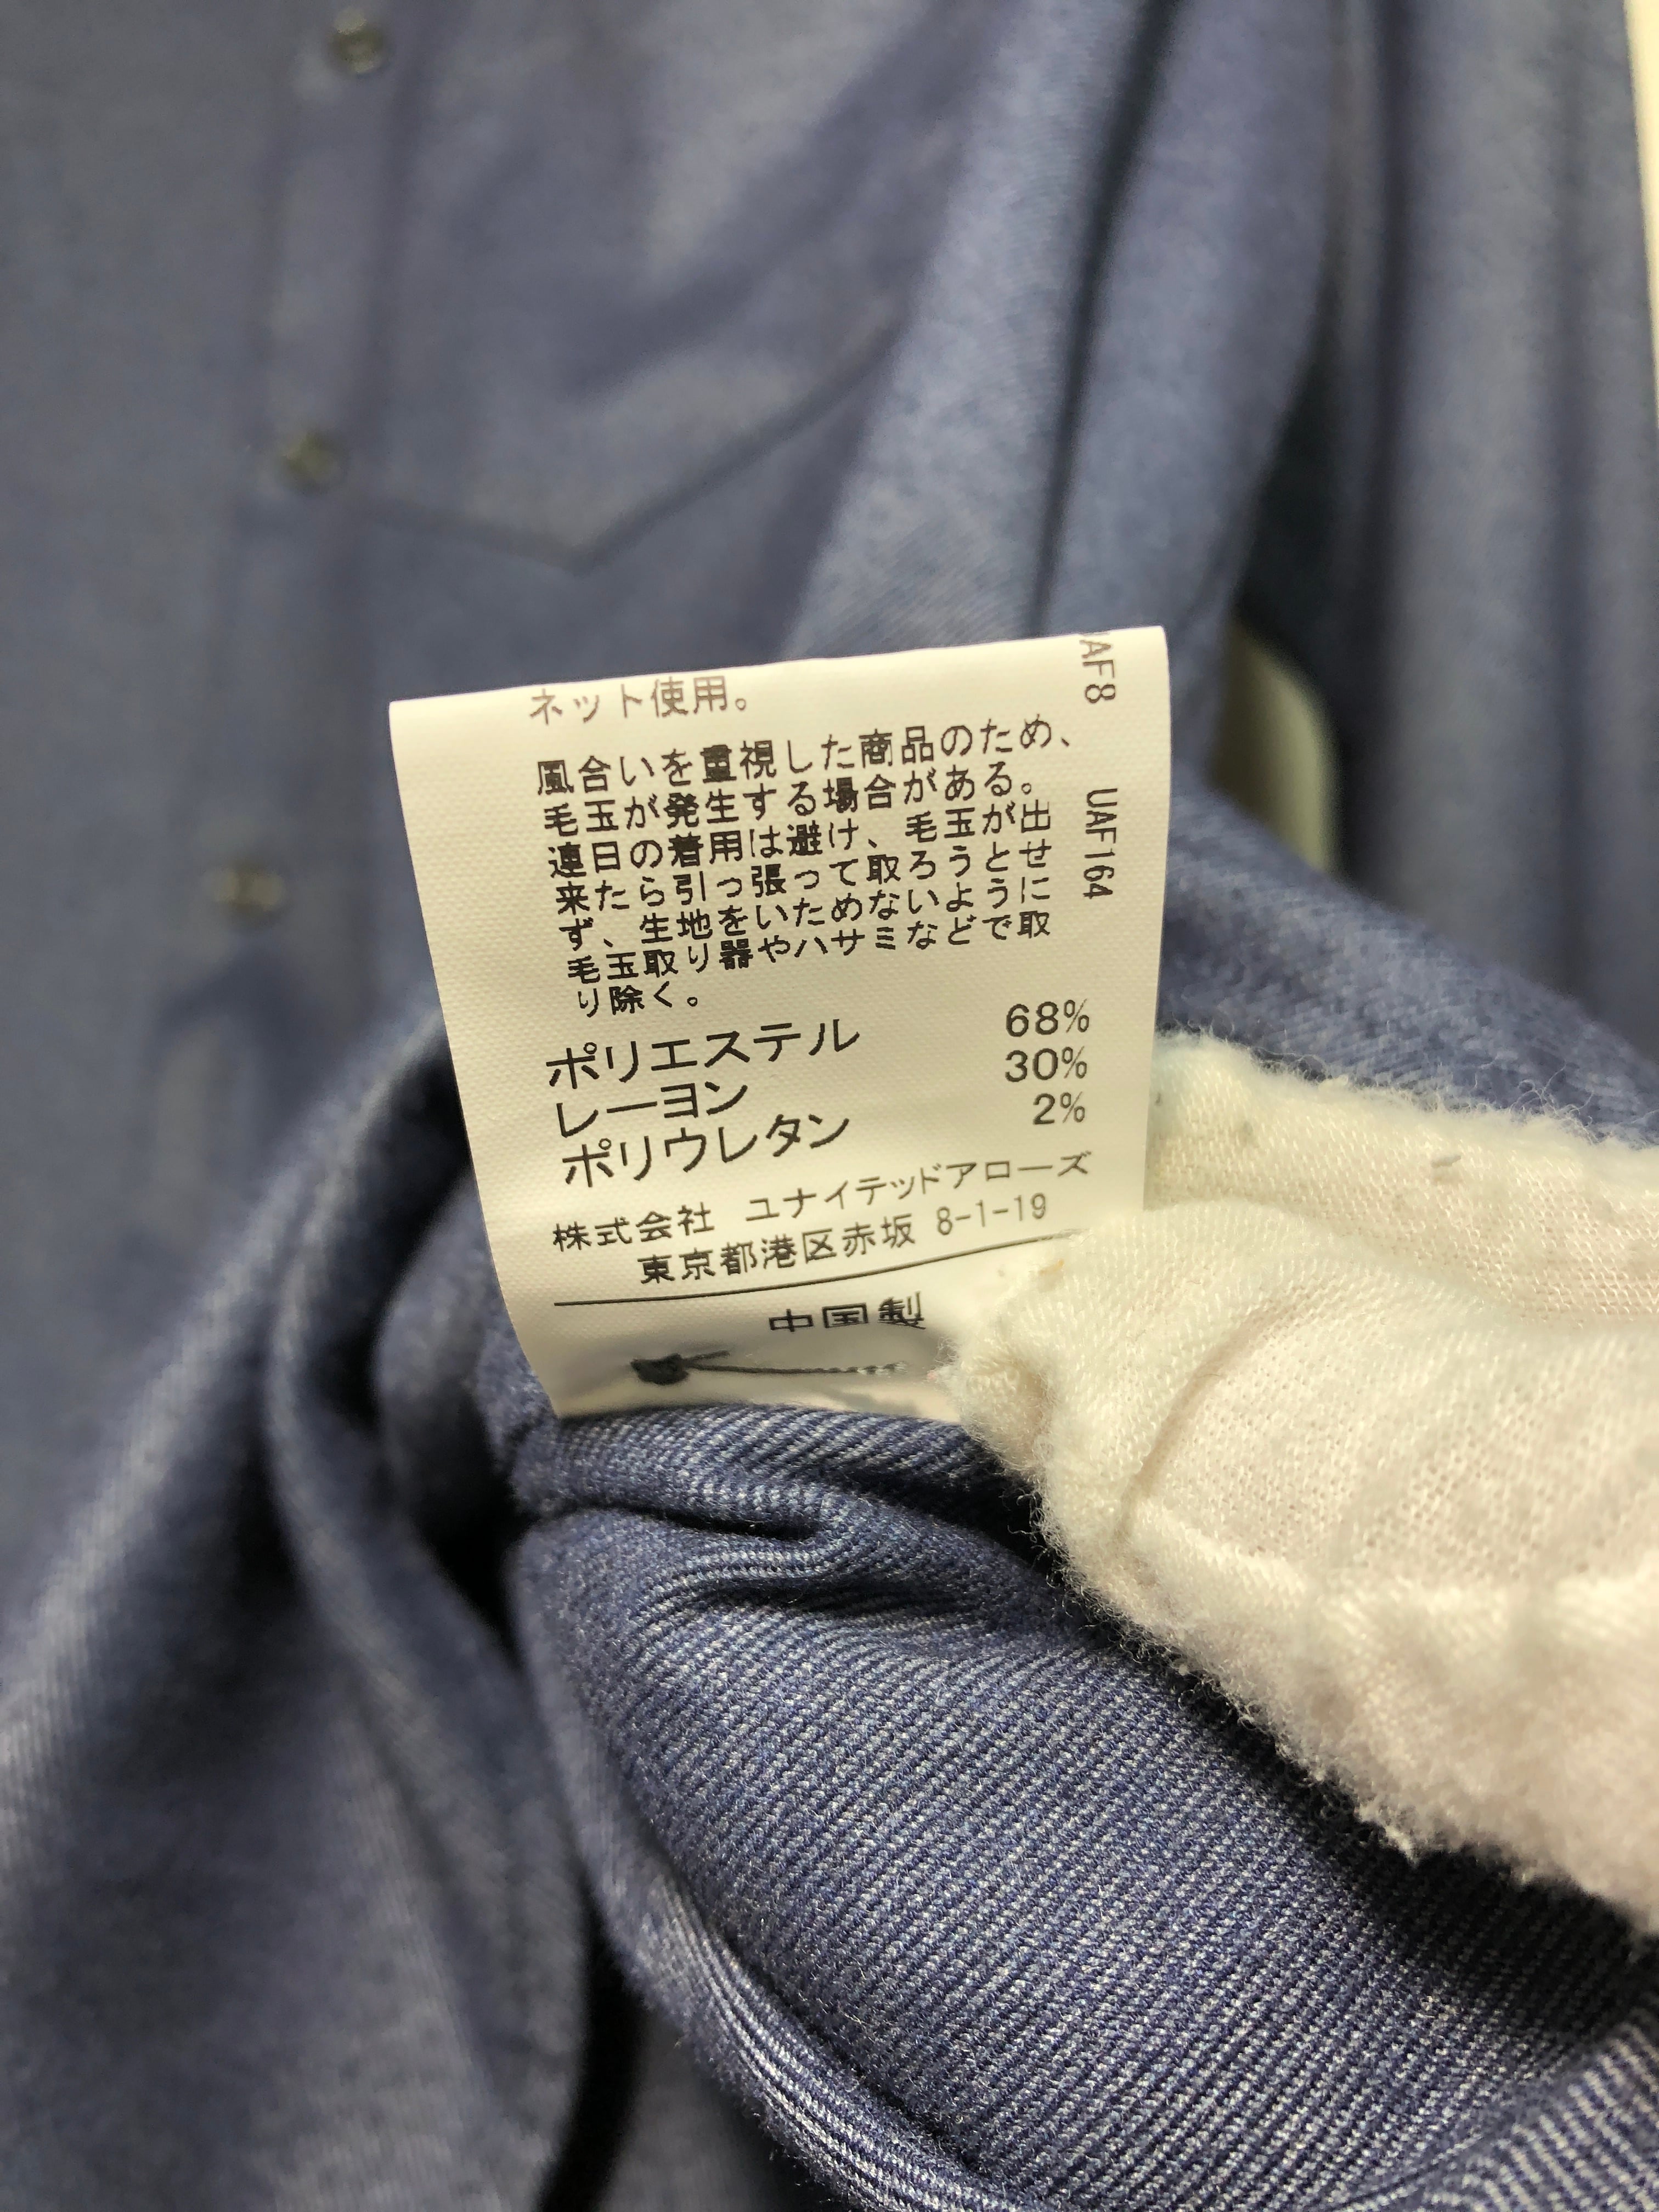 ネット使用。
風合いを重視した商品のため、
毛玉が発生する場合がある。
連日の着用は避け、毛玉が出
来たら引っ張って取ろうとせ
ず、生地をいためないように
毛玉取り器やハサミなどで取
り除く。
ポリエステル 68%
レーヨン 30%
ポリウレタン 2%
株式会社 ユナイテッドアローズ
東京都港区赤坂 8-1-19
中国製
AF8 UAF164